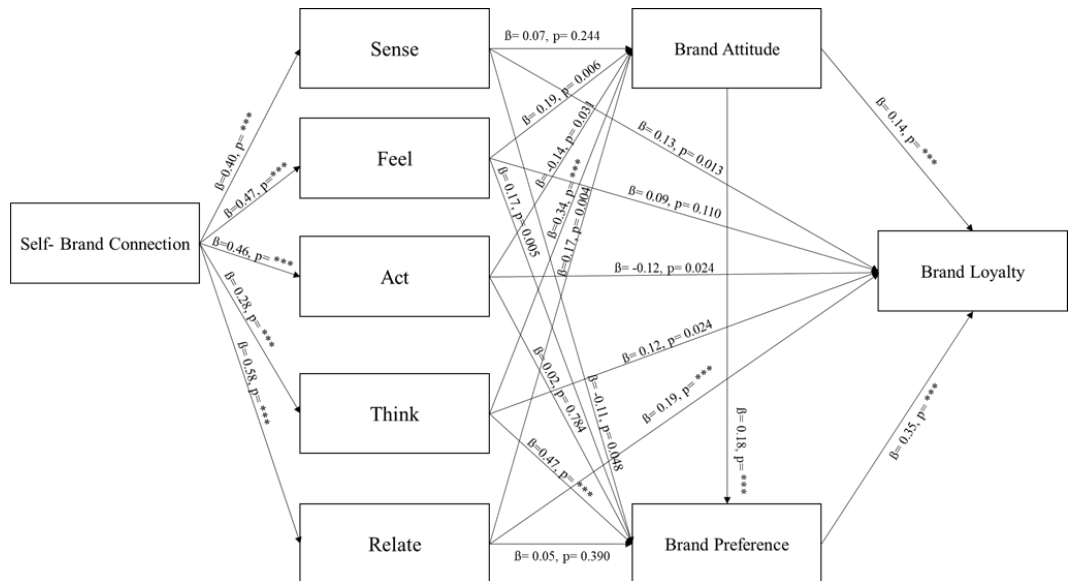 Self- Brand Connection
ß=0.40, p= ***
ß=0.47, p=***
ß=0.46, p= ***
ß= 0.28, p= ***
ß= 0.58, p= ***
Sense
Feel
Act
Think
Relate
ß= 0.07, p= 0.244
ß= 0.19, p= 0.006
ß= -0.14, p= 0.031
ß= 0.34, p= ***
ß= 0.17, p= 0.004
ß= 0.13, p= 0.013
ß= 0.09, p= 0.110
ß= -0.12, p= 0.024
ß= 0.12, p= 0.024
ß= 0.19, p= ***
ß= -0.11, p= 0.048
ß= 0.17, p= 0.005
ß= 0.02, p= 0.784
ß=0.47, p= ***
ß= 0.05, p= 0.390
Brand Attitude
ß= 0.18, p= ***
Brand Preference
ß= 0.14, p= ***
ß= 0.35, p= ***
Brand Loyalty